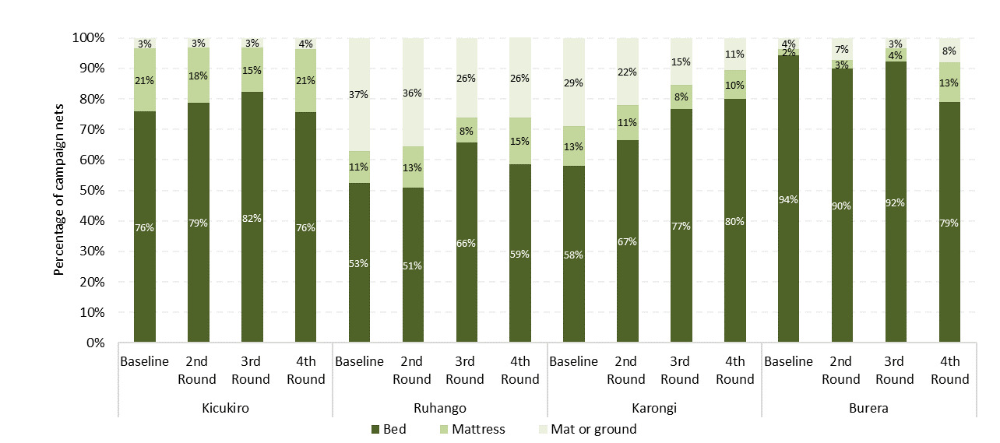 Percentage of campaign nets
100%
90%
80%
70%
60%
50%
40%
30%
20%
10%
0%
3% 3% 3% 4% 37% 36% 26% 26% 29% 22% 15% 11% 4% 7% 3% 8%
21% 18% 15% 21% 11% 13% 8% 15% 13% 11% 8% 10% 2% 3% 4% 13%
76% 79% 82% 76% 53% 51% 66% 59% 58% 67% 77% 80% 94% 90% 92% 79%
Baseline 2nd Round 3rd Round 4th Round Baseline 2nd Round 3rd Round 4th Round Baseline 2nd Round 3rd Round 4th Round Baseline 2nd Round 3rd Round 4th Round
Kicukiro Ruhango Karongi Burera
Bed Mattress Mat or ground